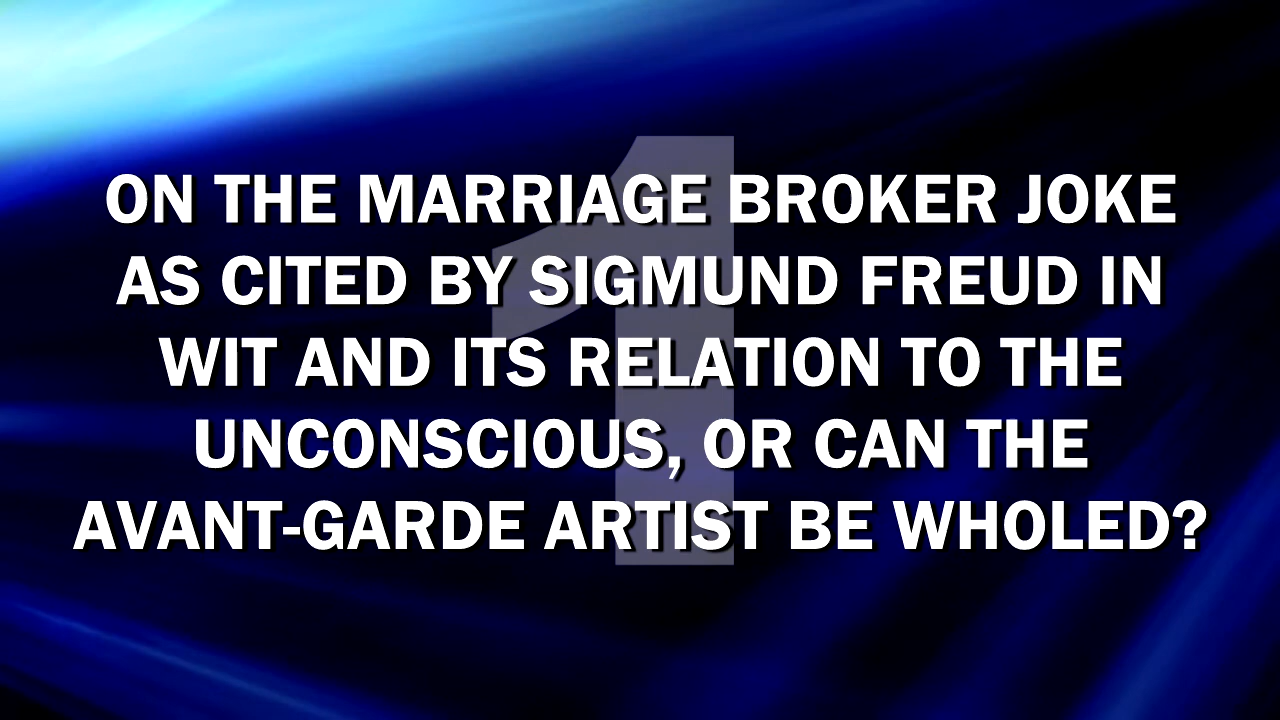 1
ON THE MARRIAGE BROKER JOKE
AS CITED BY SIGMUND FREUD IN
WIT AND ITS RELATION TO THE
UNCONSCIOUS, OR CAN THE
AVANT-GARDE ARTIST BE WHOLED?